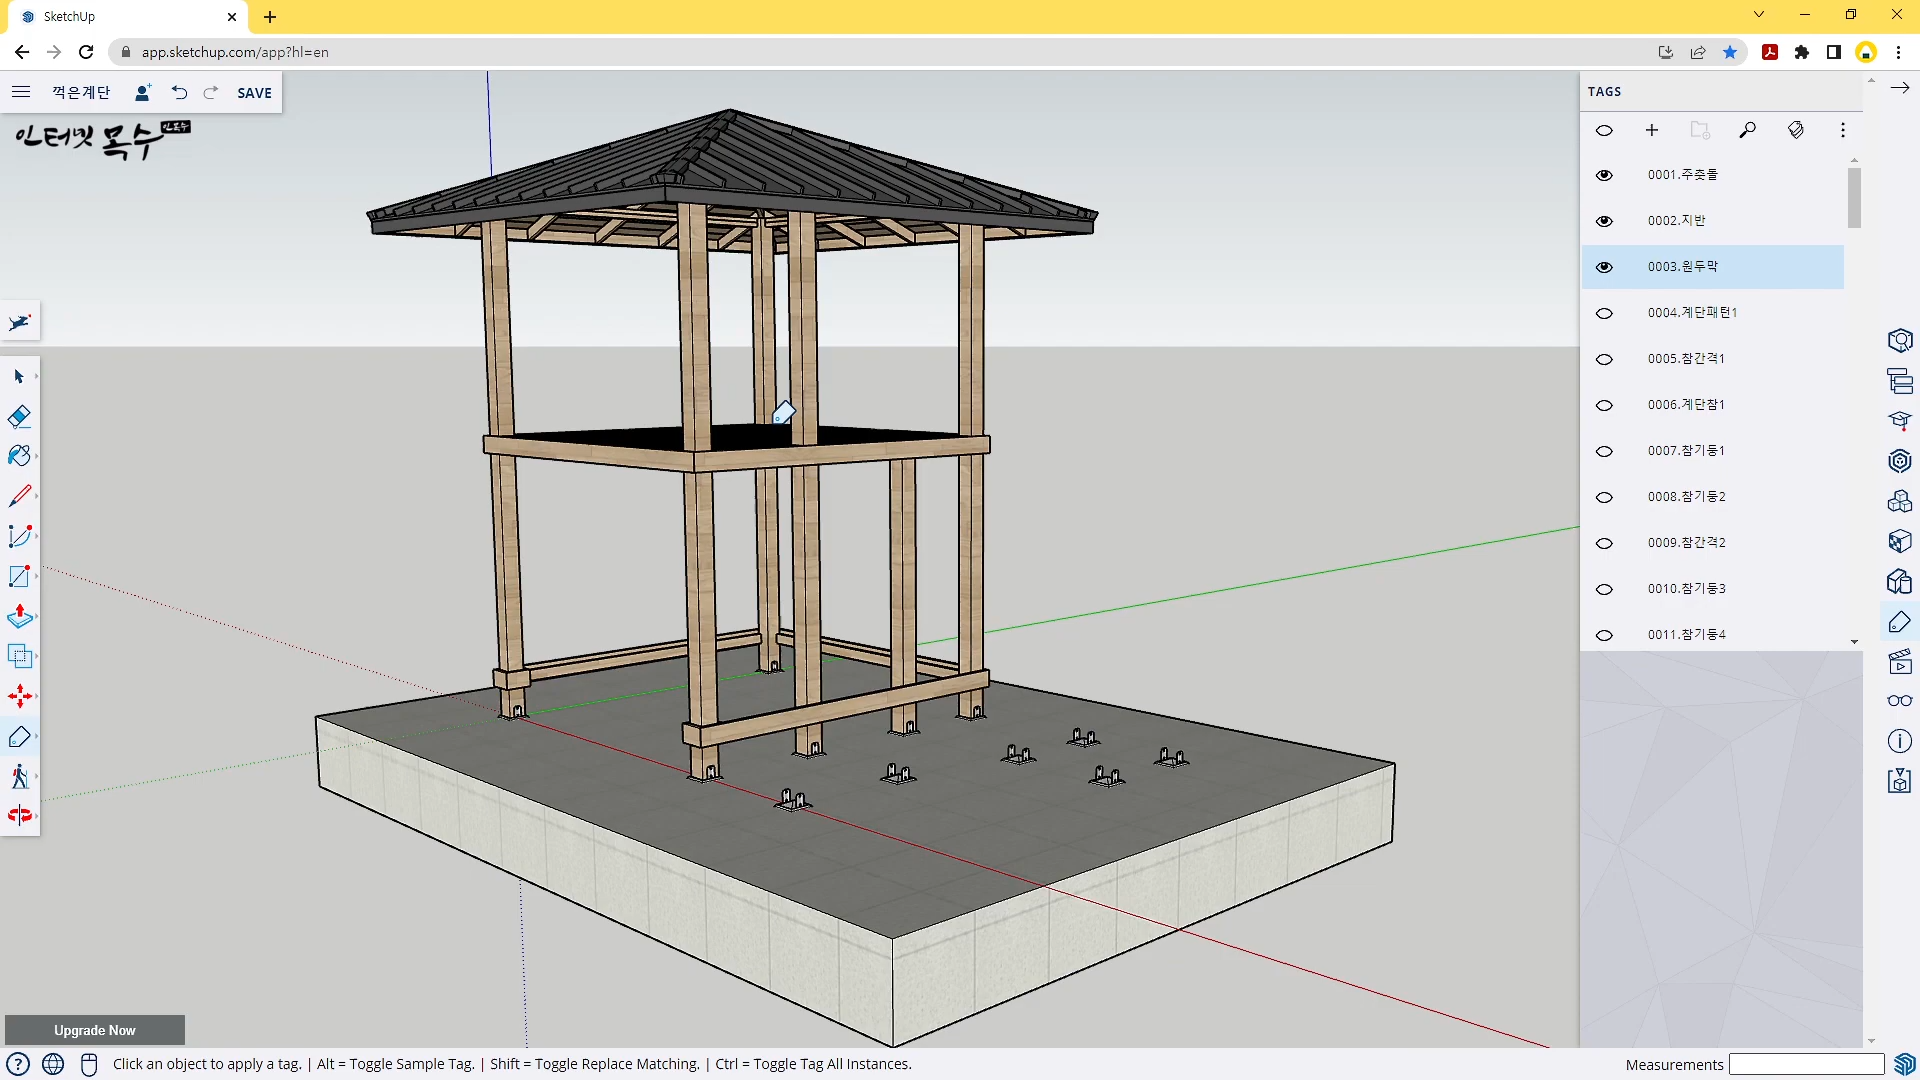 SketchUp
app.sketchup.com/app?hl=en
꺽은계단
SAVE
인터넷 목수
TAGS
0001.주춧돌
0002.지반
0003.원두막
0004.계단패턴1
0005.참간격1
0006.계단참1
0007.참기둥1
0008.참기둥2
0009.참간격2
0010.참기둥3
0011.참기둥4
Upgrade Now
Click an object to apply a tag. | Alt = Toggle Sample Tag. | Shift = Toggle Replace Matching. | Ctrl = Toggle Tag All Instances.
Measurements